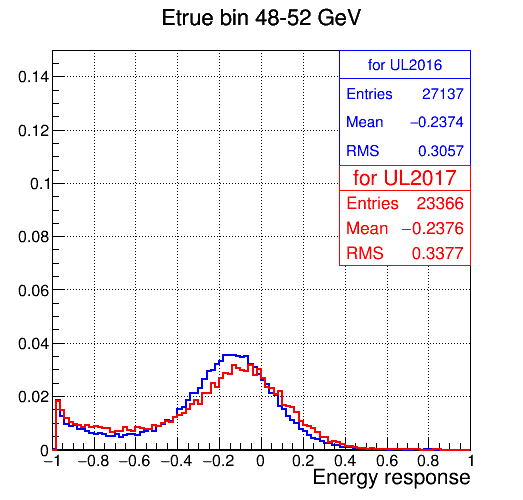 Etrue bin 48-52 GeV
for UL2016
Entries 27137
Mean −0.2374
RMS 0.3057
for UL2017
Entries 23366
Mean −0.2376
RMS 0.3377
0.14
0.12
0.1
0.08
0.06
0.04
0.02
0
−1 −0.8 −0.6 −0.4 −0.2 0 0.2 0.4 0.6 0.8 1
Energy response